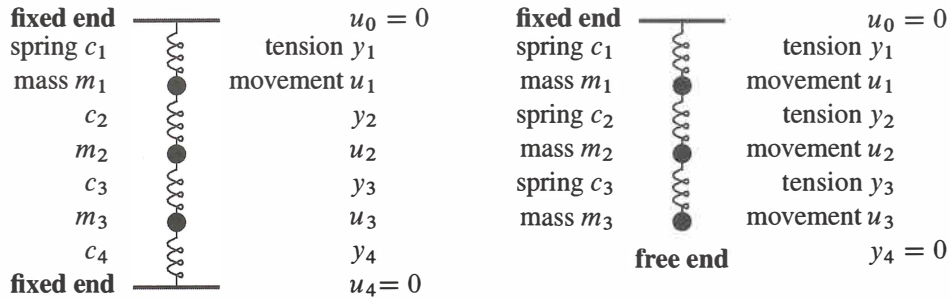 fixed end u₀ = 0
spring c₁ tension y₁
mass m₁ movement u₁
c₂ y₂
m₂ u₂
c₃ y₃
m₃ u₃
c₄ y₄
fixed end u₄ = 0
fixed end u₀ = 0
spring c₁ tension y₁
mass m₁ movement u₁
spring c₂ tension y₂
mass m₂ movement u₂
spring c₃ tension y₃
mass m₃ movement u₃
free end y₄ = 0